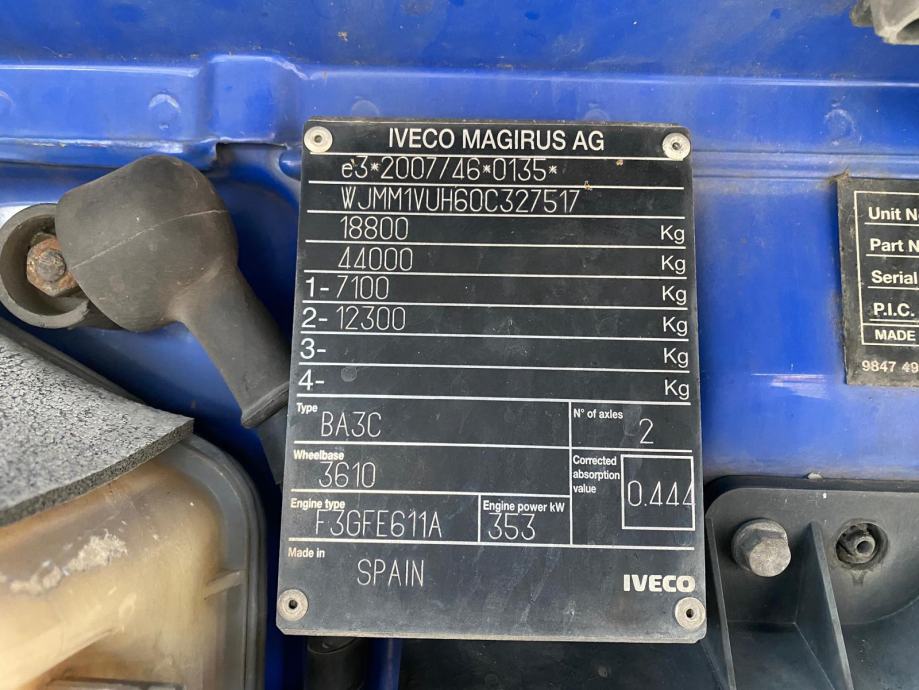 IVECO MAGIRUS AG
e3*2007/46*0135*
WJMM1VUH60C327517
18800 Kg
44000 Kg
1- 7100 Kg
2- 12300 Kg
3- Kg
4- Kg
Type
BA3C
N° of axles
2
Wheelbase
3610
Corrected
absorption
value
0.444
Engine type
F3GFE611A
Engine power kW
353
Made in
SPAIN
IVECO
Unit N
Part N
Serial
P.I.C.
MADE
9847 49